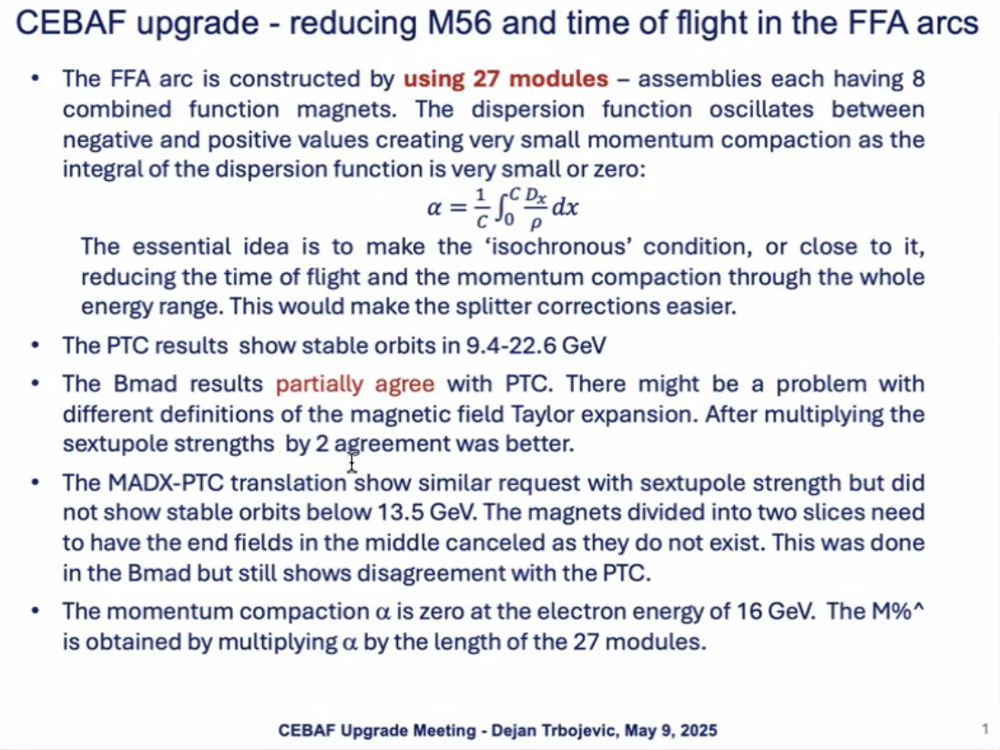 CEBAF upgrade - reducing M56 and time of flight in the FFA arcs
• The FFA arc is constructed by using 27 modules – assemblies each having 8
combined function magnets. The dispersion function oscillates between
negative and positive values creating very small momentum compaction as the
integral of the dispersion function is very small or zero:
α = 1/C ∫₀^C Dₓ/ρ dx
The essential idea is to make the ‘isochronous’ condition, or close to it,
reducing the time of flight and the momentum compaction through the whole
energy range. This would make the splitter corrections easier.
• The PTC results show stable orbits in 9.4-22.6 GeV
• The Bmad results partially agree with PTC. There might be a problem with
different definitions of the magnetic field Taylor expansion. After multiplying the
sextupole strengths by 2 agreement was better.
• The MADX-PTC translation show similar request with sextupole strength but did
not show stable orbits below 13.5 GeV. The magnets divided into two slices need
to have the end fields in the middle canceled as they do not exist. This was done
in the Bmad but still shows disagreement with the PTC.
• The momentum compaction α is zero at the electron energy of 16 GeV. The M%^
is obtained by multiplying α by the length of the 27 modules.
CEBAF Upgrade Meeting - Dejan Trbojevic, May 9, 2025
1